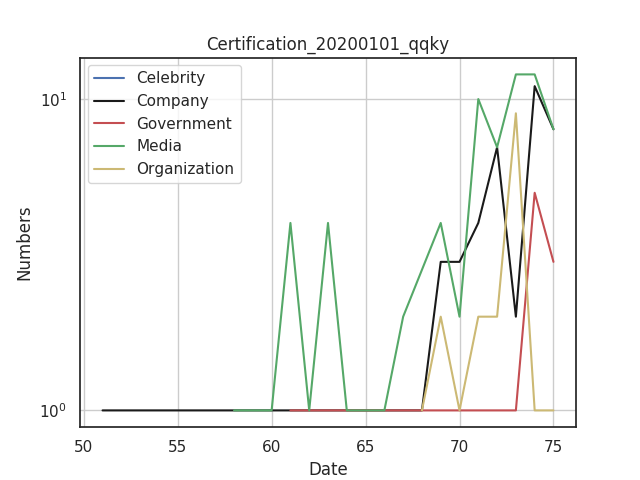 Certification_20200101_qqky
Celebrity
Company
Government
Media
Organization
10¹
10⁰
Numbers
50 55 60 65 70 75
Date